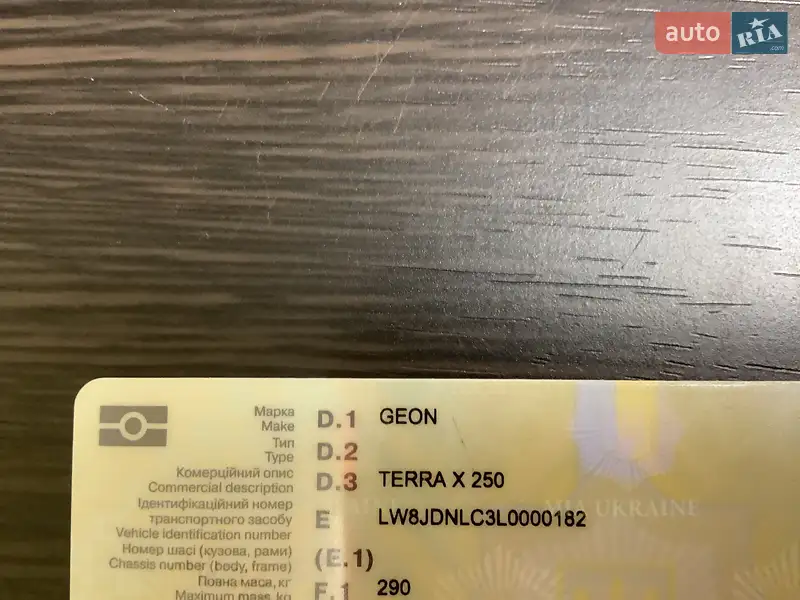 auto RIA .com
Марка
Make D.1 GEON
Тип
Type D.2
Комерційний опис
Commercial description D.3 TERRA X 250
Ідентифікаційний номер
транспортного засобу
Vehicle identification number E LW8JDNLC3L0000182
Номер шасі (кузова, рами)
Chassis number (body, frame) (E.1)
Повна маса, кг
Maximum mass, kg F.1 290
MIA UKRAINE